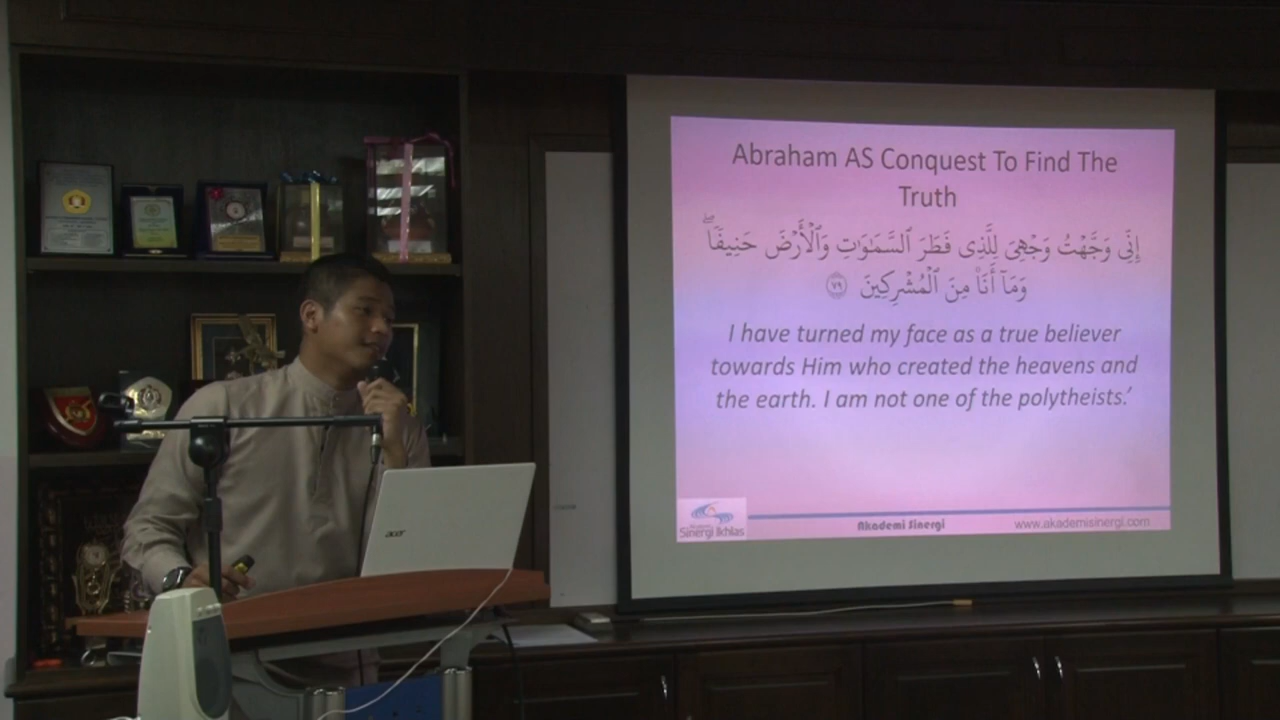 Abraham AS Conquest To Find The
Truth
إِنِّى وَجَّهْتُ وَجْهِىَ لِلَّذِى فَطَرَ ٱلسَّمَٰوَٰتِ وَٱلْأَرْضَ حَنِيفًا ۖ
وَمَآ أَنَا۠ مِنَ ٱلْمُشْرِكِينَ ٧٩
I have turned my face as a true believer
towards Him who created the heavens and
the earth. I am not one of the polytheists.’
Sinergi Ikhlas
Akademi Sinergi
www.akademisinergi.com
acer